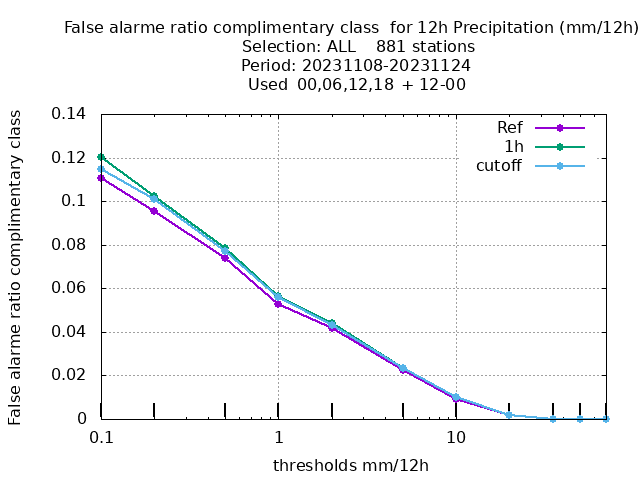 False alarme ratio complimentary class  for 12h Precipitation (mm/12h)
Selection: ALL    881 stations
Period: 20231108-20231124
Used  00,06,12,18  + 12-00
False alarme ratio complimentary class
0.14
0.12
0.1
0.08
0.06
0.04
0.02
0
Ref
1h
cutoff
0.1
1
10
thresholds mm/12h